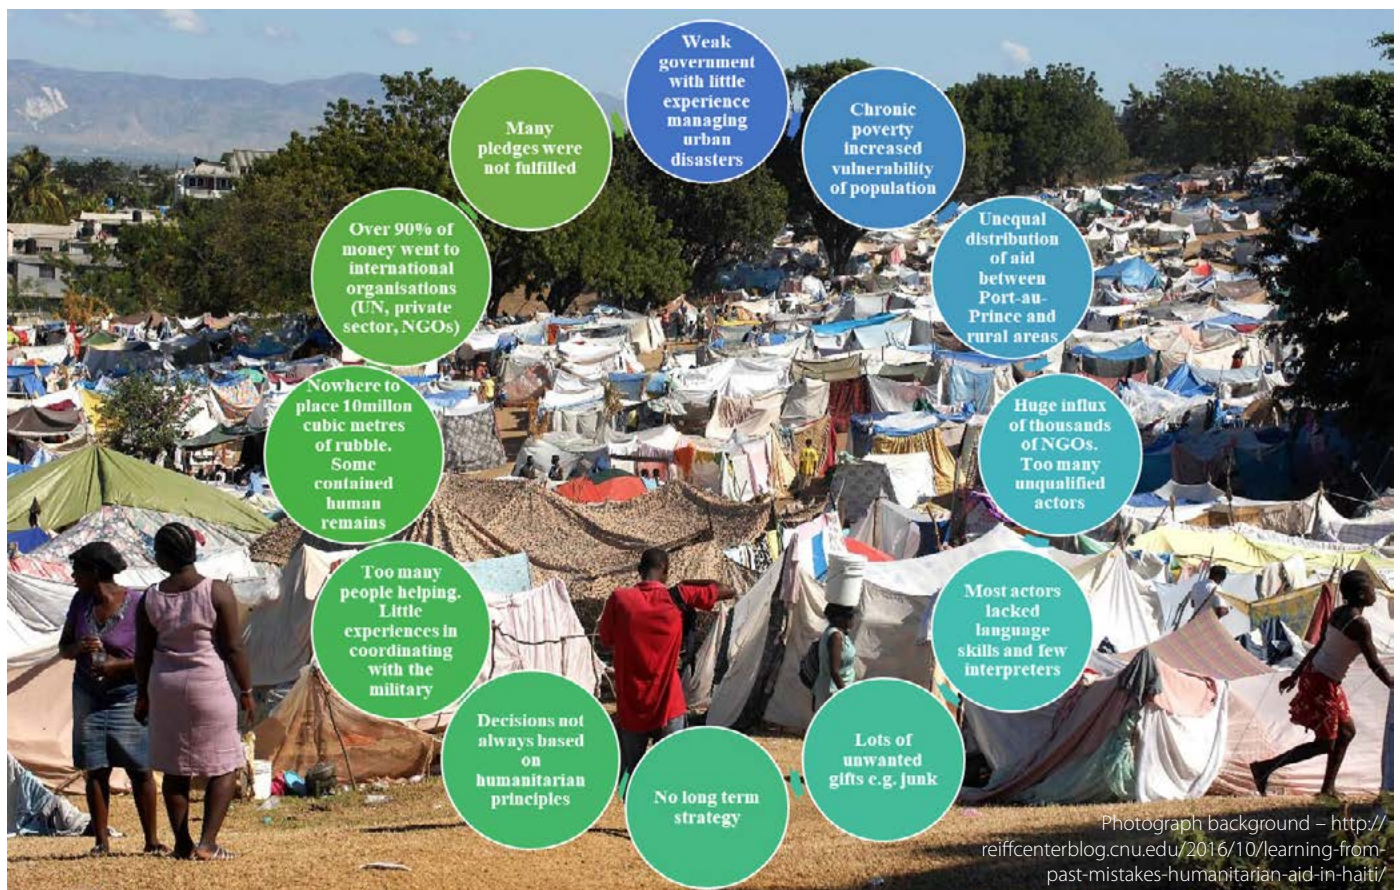 Weak
government
with little
experience
managing
urban
disasters
Chronic
poverty
increased
vulnerability
of population
Unequal
distribution
of aid
between
Port-au-
Prince and
rural areas
Huge influx
of thousands
of NGOs.
Too many
unqualified
actors
Most actors
lacked
language
skills and few
interpreters
Lots of
unwanted
gifts e.g. junk
No long term
strategy
Decisions not
always based
on
humanitarian
principles
Too many
people helping.
Little
experiences in
coordinating
with the
military
Nowhere to
place 10millon
cubic metres
of rubble.
Some
contained
human
remains
Over 90% of
money went to
international
organisations
(UN, private
sector, NGOs)
Many
pledges were
not fulfilled
Photograph background – http://
reiffcenterblog.cnu.edu/2016/10/learning-from-
past-mistakes-humanitarian-aid-in-haiti/